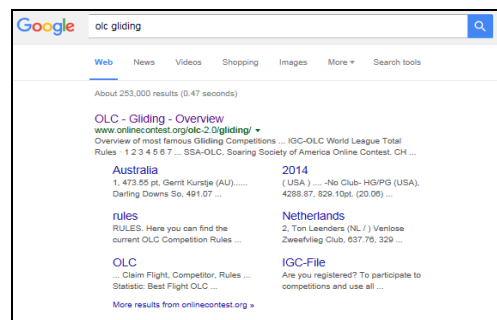 Google olc gliding
Web News Videos Shopping Images More ▾ Search tools
About 253,000 results (0.47 seconds)
OLC - Gliding - Overview
www.onlinecontest.org/olc-2.0/gliding/ ▾
Overview of most famous Gliding Competitions ... IGC-OLC World League Total
Rules · 1 2 3 4 5 6 7 ... SSA-OLC, Soaring Society of America Online Contest. CH ...
Australia
1, 473.55 pt, Gerrit Kurstje (AU)......
Darling Downs So, 491.07 ...
2014
( USA ) .... -No Club- HG/PG (USA),
4288.87, 829.10pt. (20.06) ...
rules
RULES. Here you can find the
current OLC Competition Rules ...
Netherlands
2, Ton Leenders (NL / ) Venlose
Zweefvlieg Club, 637.76, 329 ...
OLC
... Claim Flight, Competitor, Rules ...
Statistic: Best Flight OLC ...
IGC-File
Are you registered? To participate to
competitions and use all ...
More results from onlinecontest.org »